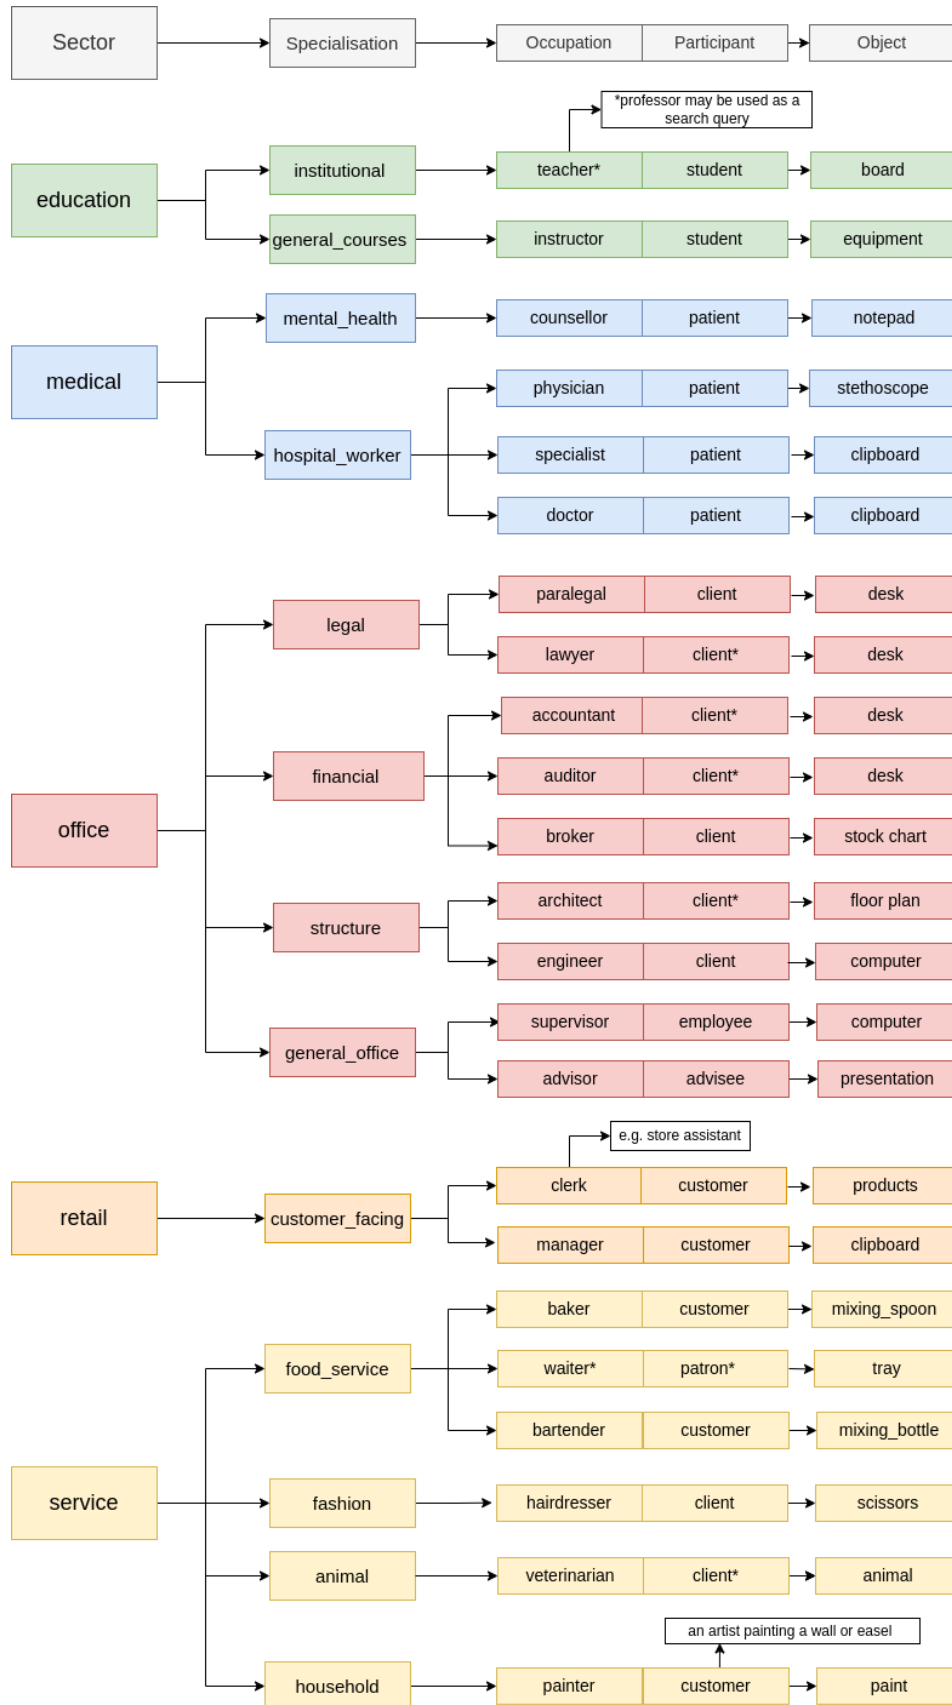 Sector
Specialisation
Occupation
Participant
Object
*professor may be used as a
search query
education
institutional
teacher*
student
board
general_courses
instructor
student
equipment
medical
mental_health
counsellor
patient
notepad
hospital_worker
physician
patient
stethoscope
specialist
patient
clipboard
doctor
patient
clipboard
office
legal
paralegal
client
desk
lawyer
client*
desk
financial
accountant
client*
desk
auditor
client*
desk
broker
client
stock chart
structure
architect
client*
floor plan
engineer
client
computer
general_office
supervisor
employee
computer
advisor
advisee
presentation
e.g. store assistant
retail
customer_facing
clerk
customer
products
manager
customer
clipboard
service
food_service
baker
customer
mixing_spoon
waiter*
patron*
tray
bartender
customer
mixing_bottle
fashion
hairdresser
client
scissors
animal
veterinarian
client*
animal
an artist painting a wall or easel
household
painter
customer
paint